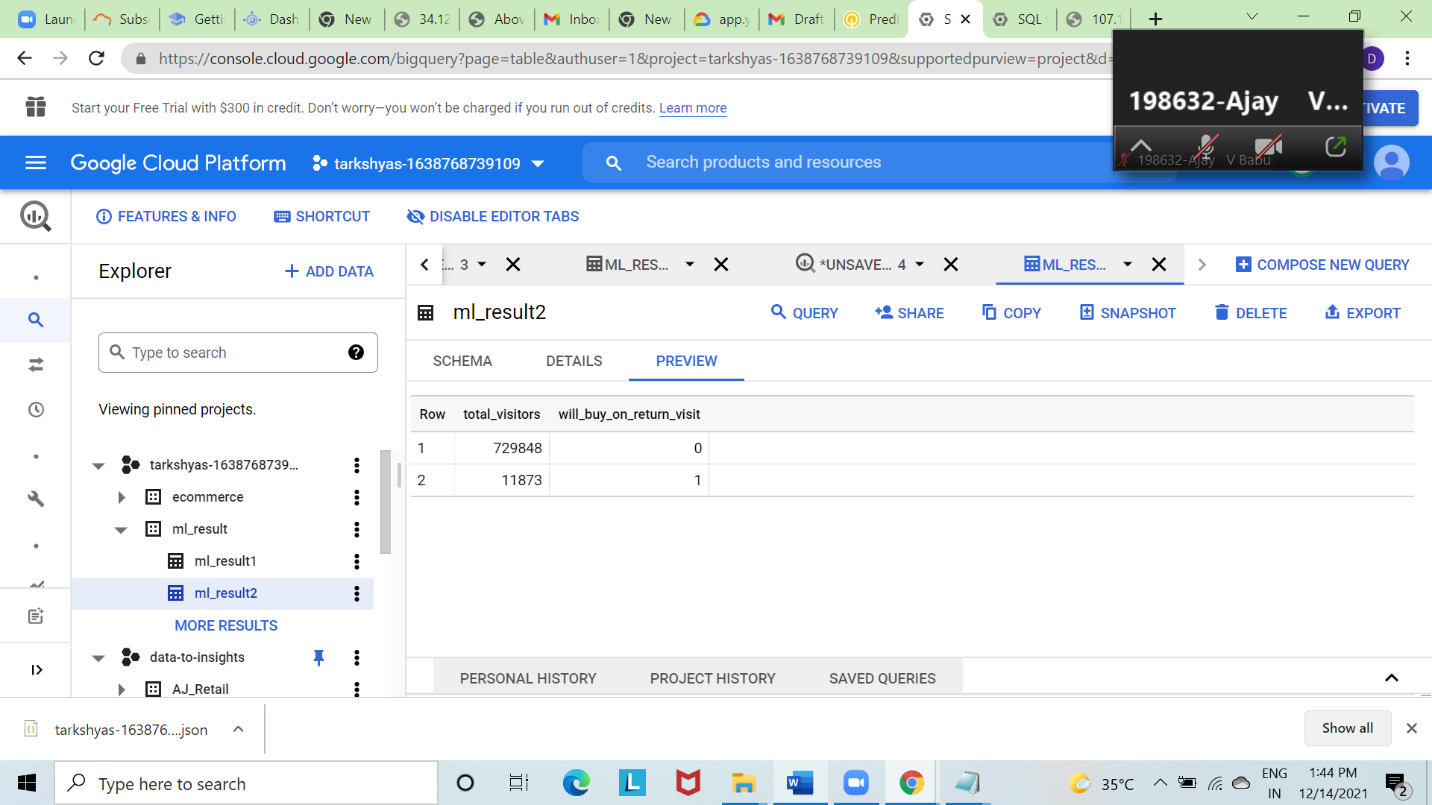 Laun
Subs
Getti
Dash
New
34.12
Abov
Inbo
New
app.y
Draft
Predi
S
SQL
107.1
https://console.cloud.google.com/bigquery?page=table&authuser=1&project=tarkshyas-1638768739109&supportedpurview=project&d=
D
198632-Ajay V...
198632-Ajay V Babu
Start your Free Trial with $300 in credit. Don't worry—you won't be charged if you run out of credits. Learn more
IVATE
Google Cloud Platform
tarkshyas-1638768739109
Search products and resources
FEATURES & INFO
SHORTCUT
DISABLE EDITOR TABS
Explorer
+ ADD DATA
... 3
ML_RES...
*UNSAVE... 4
ML_RES...
COMPOSE NEW QUERY
ml_result2
QUERY
SHARE
COPY
SNAPSHOT
DELETE
EXPORT
Type to search
SCHEMA
DETAILS
PREVIEW
Viewing pinned projects.
Row total_visitors will_buy_on_return_visit
1 729848 0
2 11873 1
tarkshyas-1638768739...
ecommerce
ml_result
ml_result1
ml_result2
MORE RESULTS
data-to-insights
AJ_Retail
PERSONAL HISTORY
PROJECT HISTORY
SAVED QUERIES
tarkshyas-163876....json
Show all
Type here to search
L
35°C
ENG
IN
1:44 PM
12/14/2021
2